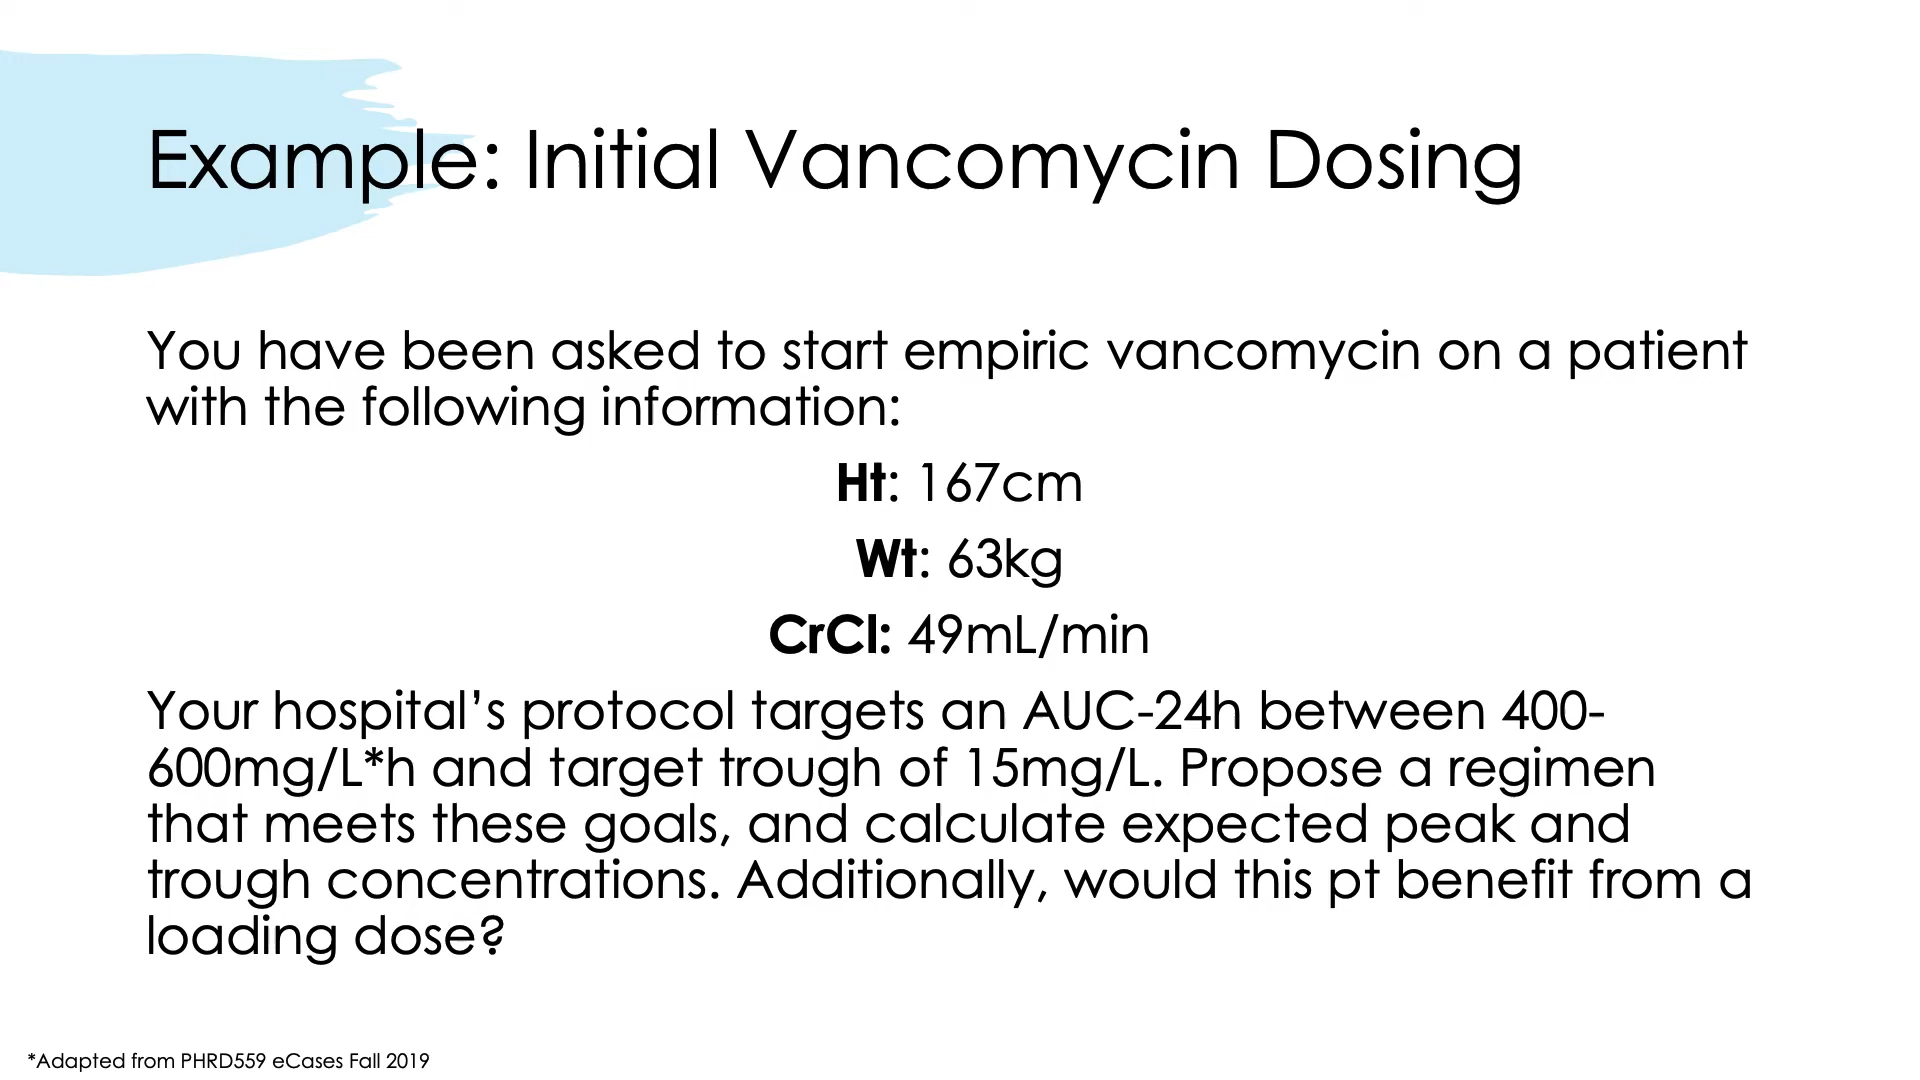 Example: Initial Vancomycin Dosing
You have been asked to start empiric vancomycin on a patient
with the following information:
Ht: 167cm
Wt: 63kg
CrCl: 49mL/min
Your hospital’s protocol targets an AUC-24h between 400-
600mg/L*h and target trough of 15mg/L. Propose a regimen
that meets these goals, and calculate expected peak and
trough concentrations. Additionally, would this pt benefit from a
loading dose?
*Adapted from PHRD559 eCases Fall 2019